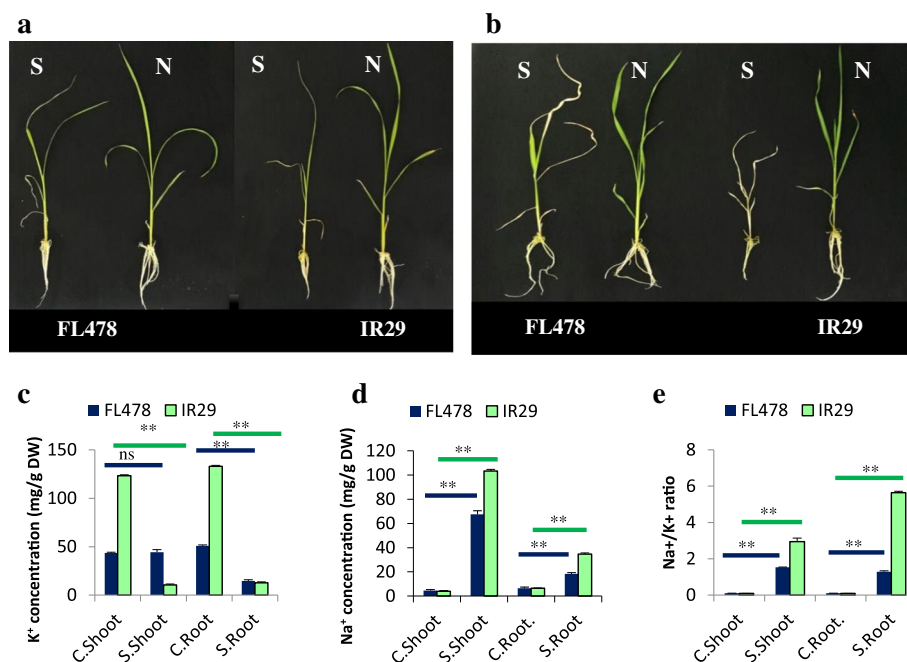 a
b
S N S N
S N S N
FL478 IR29
FL478 IR29
c
d
e
FL478 IR29
FL478 IR29
FL478 IR29
K+ concentration (mg/g DW)
150
100
50
0
ns
**
**
**
C.Shoot S.Shoot C.Root S.Root
Na+ concentration (mg/g DW)
120
100
80
60
40
20
0
**
**
**
**
C.Shoot S.Shoot C.Root. S.Root
Na+/K+ ratio
8
6
4
2
0
**
**
**
**
C.Shoot S.Shoot C.Root. S.Root